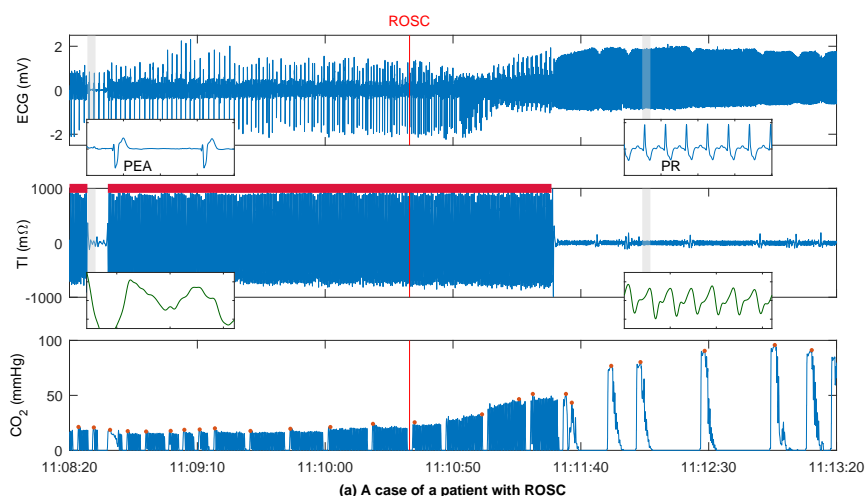 ROSC
2
0
-2
ECG (mV)
PEA
PR
1000
0
-1000
TI (mΩ)
100
50
0
CO2 (mmHg)
11:08:20 11:09:10 11:10:00 11:10:50 11:11:40 11:12:30 11:13:20
(a) A case of a patient with ROSC